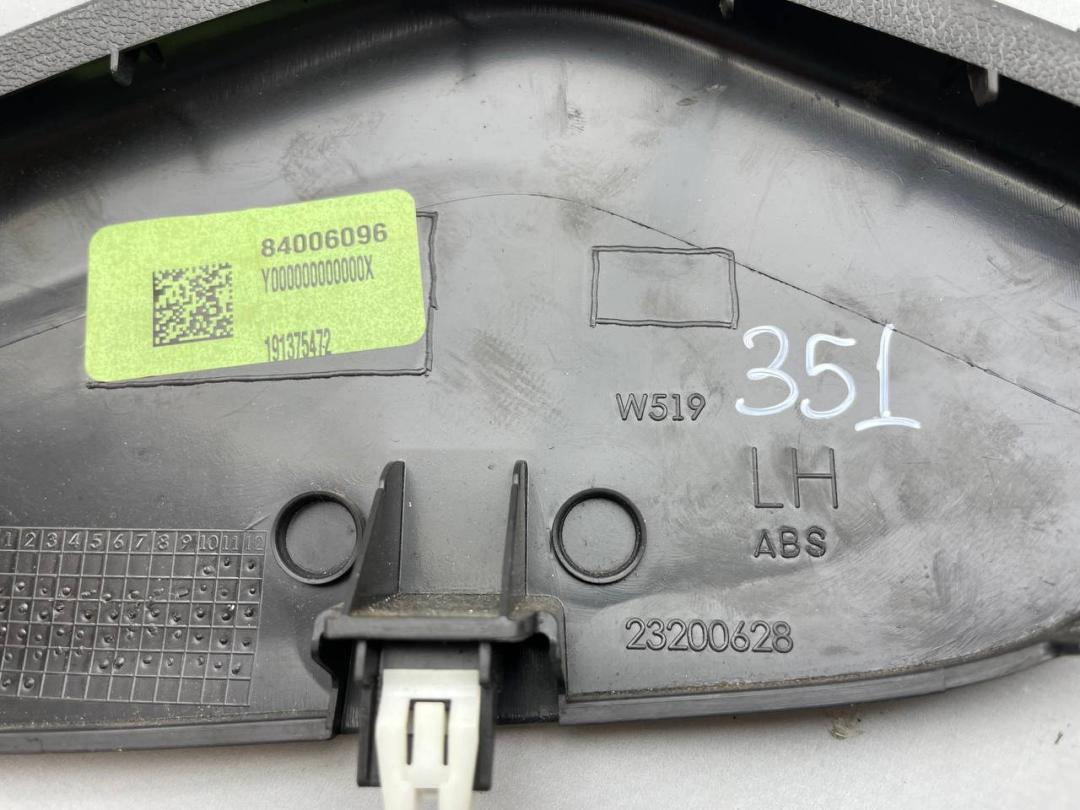 84006096
Y000000000000X
191375472
W519
351
LH
ABS
1 2 3 4 5 6 7 8 9 10 11 12
23200628